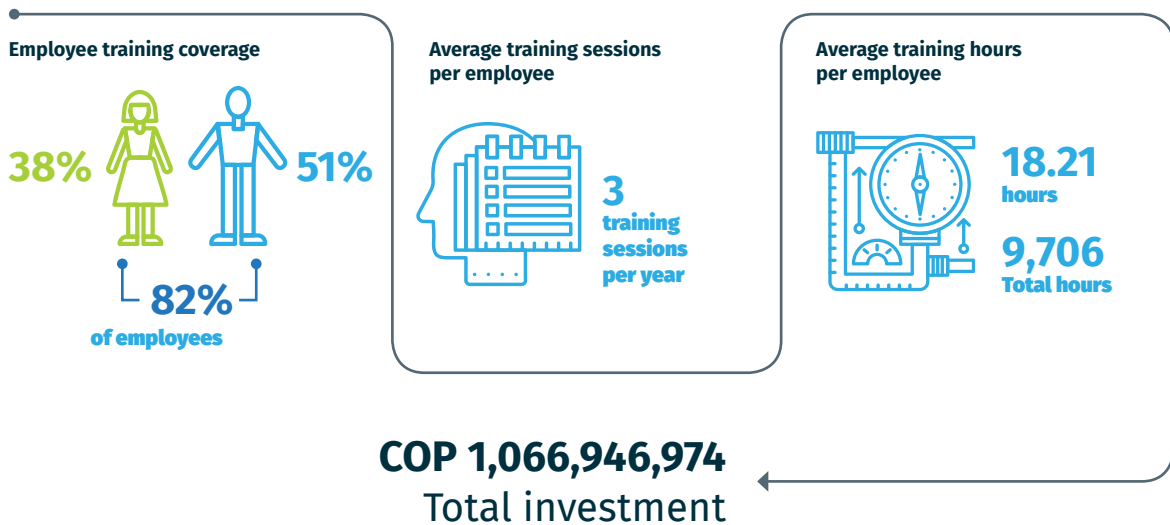 Employee training coverage
38%
51%
82%
of employees
Average training sessions
per employee
3
training
sessions
per year
Average training hours
per employee
18.21
hours
9,706
Total hours
COP 1,066,946,974
Total investment